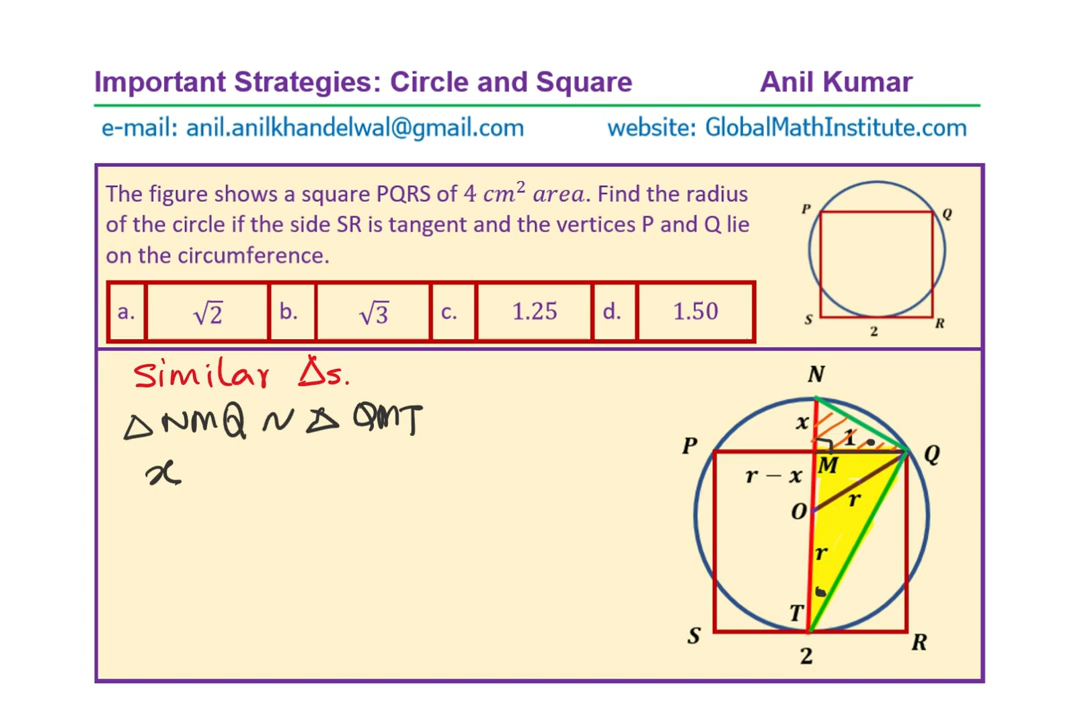 Important Strategies: Circle and Square Anil Kumar
e-mail: anil.anilkhandelwal@gmail.com website: GlobalMathInstitute.com
The figure shows a square PQRS of 4 cm² area. Find the radius
of the circle if the side SR is tangent and the vertices P and Q lie
on the circumference.
a. √2 b. √3 c. 1.25 d. 1.50
P Q
S R
2
Similar Δs.
Δ NMQ ~ Δ QMT
x
N
x 1
P Q
M
r − x
r
O
r
T
S R
2